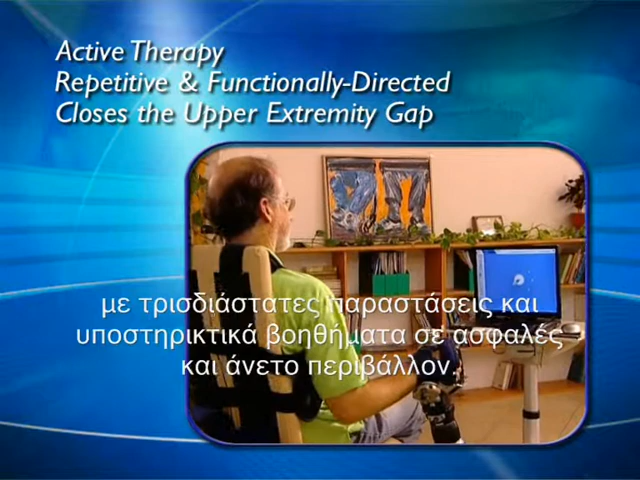 Active Therapy
Repetitive & Functionally-Directed
Closes the Upper Extremity Gap
με τρισδιάστατες παραστάσεις και
υποστηρικτικά βοηθήματα σε ασφαλές
και άνετο περιβάλλον.